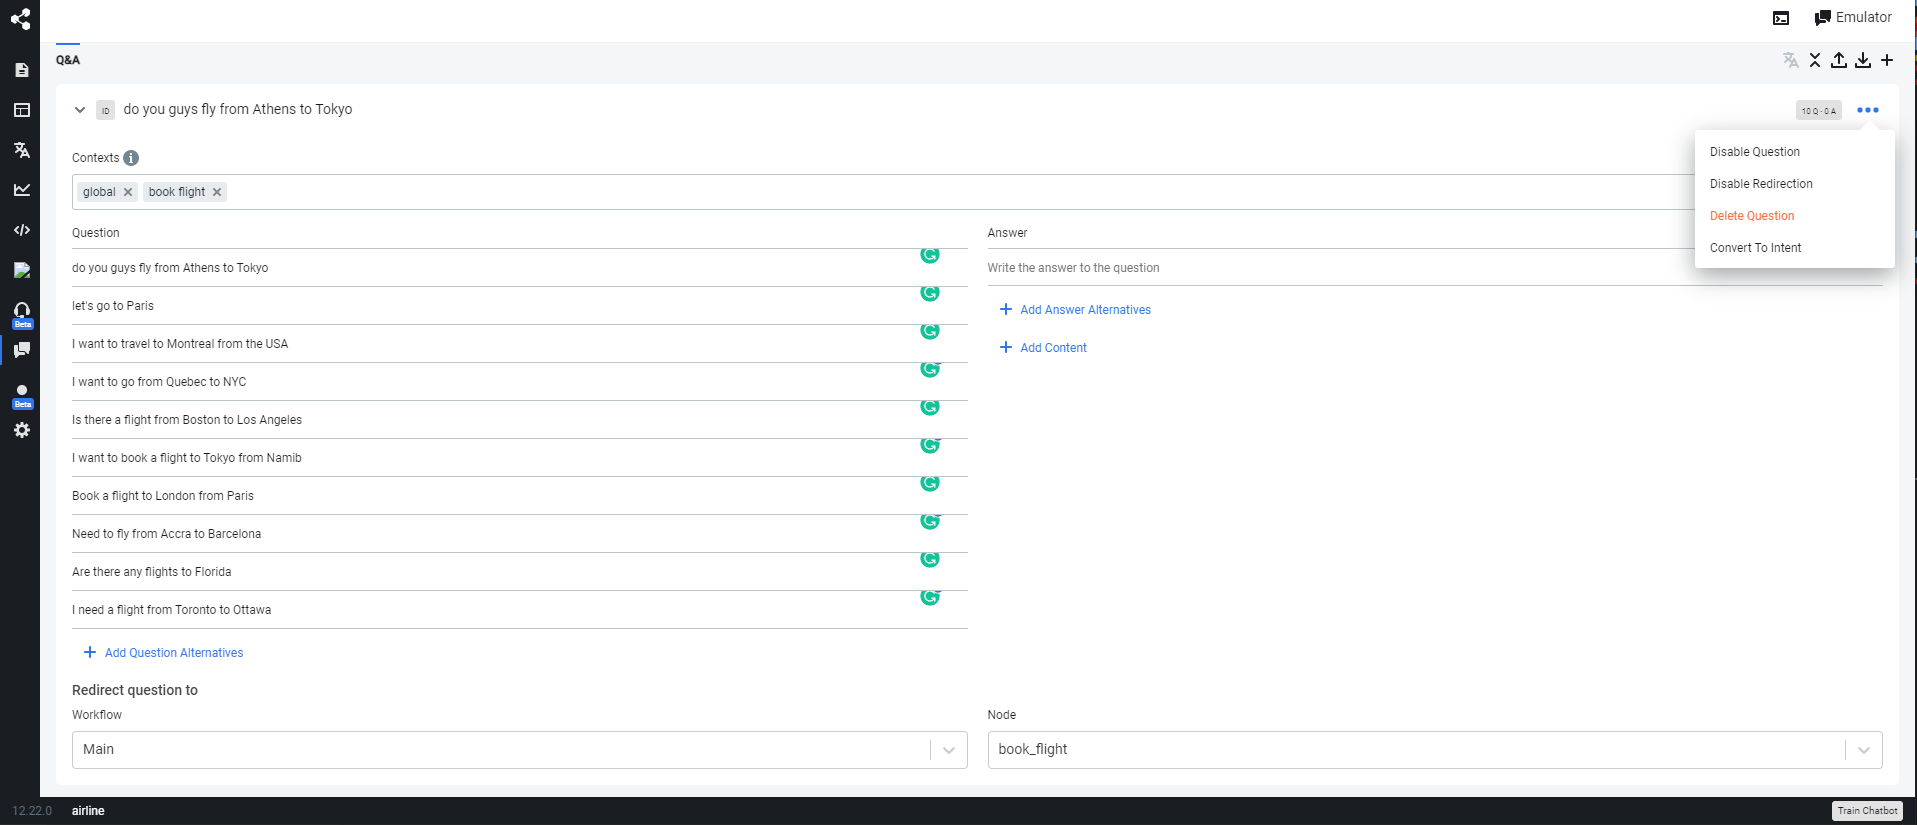 Emulator
Q&A
ID do you guys fly from Athens to Tokyo 10 Q · 0 A
Contexts
global book flight
Disable Question
Disable Redirection
Delete Question
Convert To Intent
Question
do you guys fly from Athens to Tokyo
let's go to Paris
I want to travel to Montreal from the USA
I want to go from Quebec to NYC
Is there a flight from Boston to Los Angeles
I want to book a flight to Tokyo from Namib
Book a flight to London from Paris
Need to fly from Accra to Barcelona
Are there any flights to Florida
I need a flight from Toronto to Ottawa
Add Question Alternatives
Answer
Write the answer to the question
Add Answer Alternatives
Add Content
Redirect question to
Workflow
Main
Node
book_flight
Beta
Beta
12.22.0 airline Train Chatbot